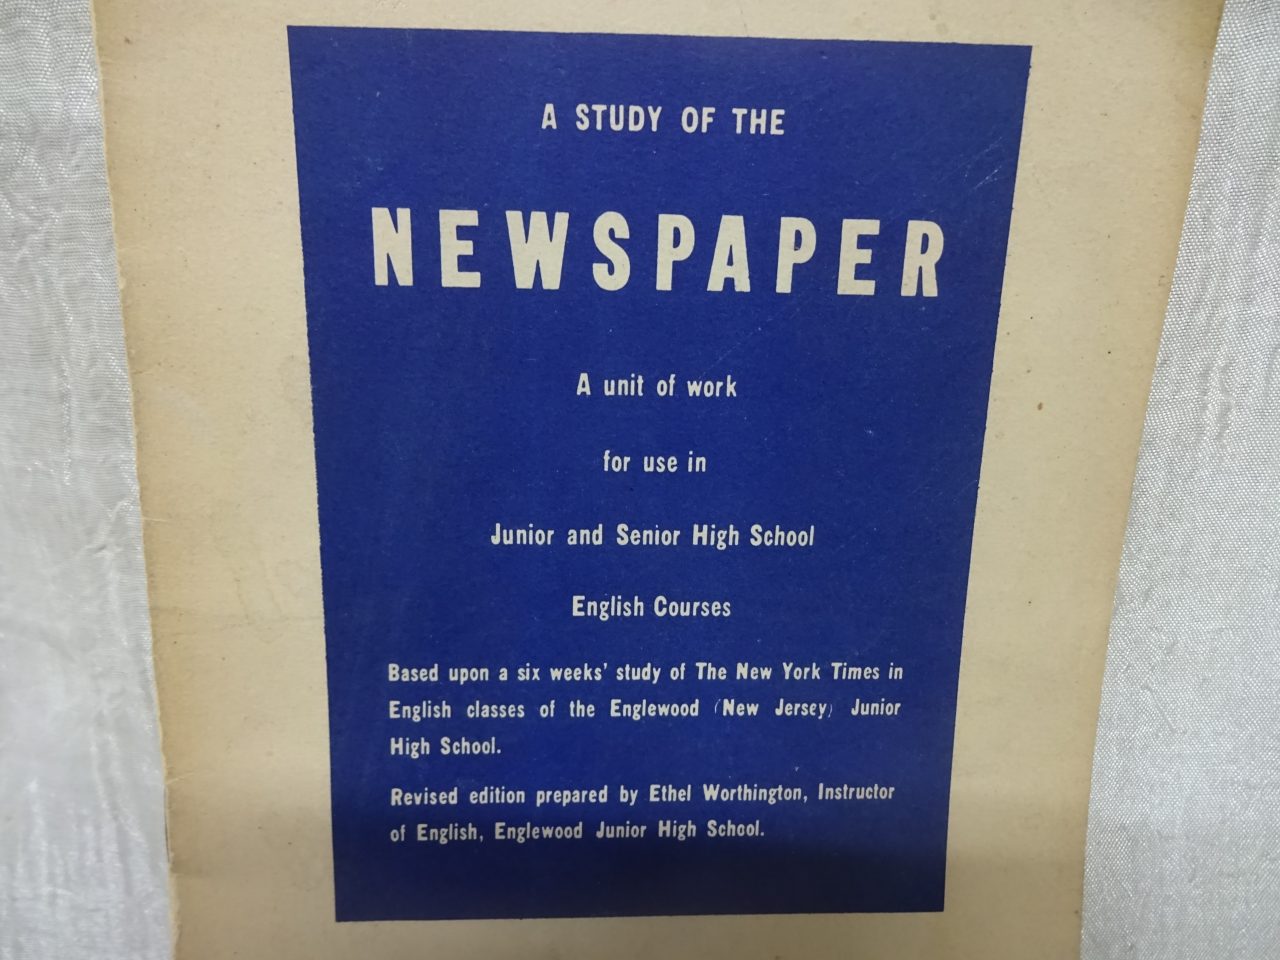 A STUDY OF THE
NEWSPAPER
A unit of work
for use in
Junior and Senior High School
English Courses
Based upon a six weeks' study of The New York Times in
English classes of the Englewood (New Jersey) Junior
High School.
Revised edition prepared by Ethel Worthington, Instructor
of English, Englewood Junior High School.